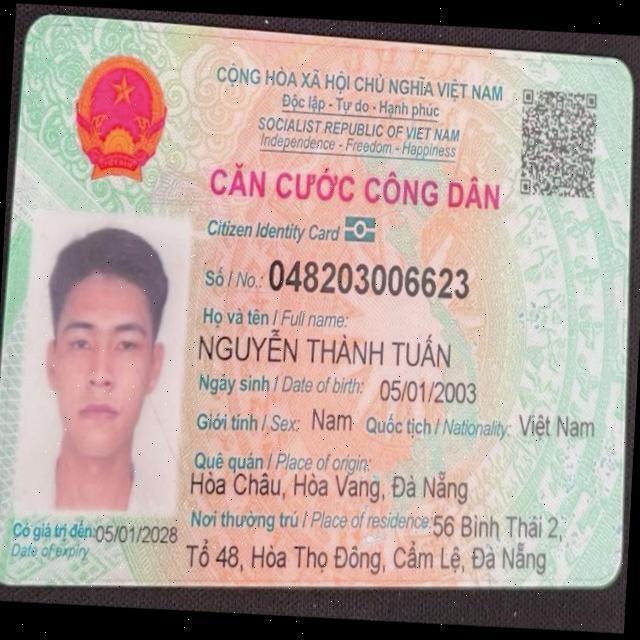 CỘNG HÒA XÃ HỘI CHỦ NGHĨA VIỆT NAM
Độc lập - Tự do - Hạnh phúc
SOCIALIST REPUBLIC OF VIET NAM
Independence - Freedom - Happiness
CĂN CƯỚC CÔNG DÂN
Citizen Identity Card
Số / No.: 048203006623
Họ và tên / Full name:
NGUYỄN THÀNH TUẤN
Ngày sinh / Date of birth: 05/01/2003
Giới tính / Sex: Nam Quốc tịch / Nationality: Việt Nam
Quê quán / Place of origin:
Hòa Châu, Hòa Vang, Đà Nẵng
Nơi thường trú / Place of residence: 56 Bình Thái 2,
Tổ 48, Hòa Thọ Đông, Cẩm Lệ, Đà Nẵng
Có giá trị đến: 05/01/2028
Date of expiry